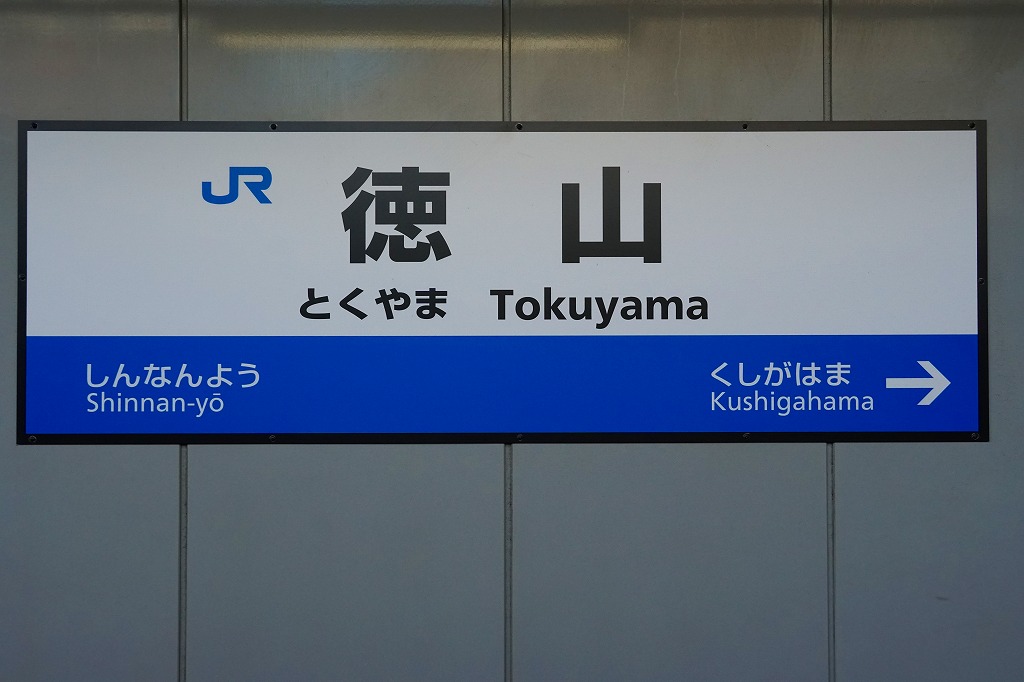 JR 徳山
とくやま Tokuyama
しんなんよう
Shinnan-yō
くしがはま →
Kushigahama